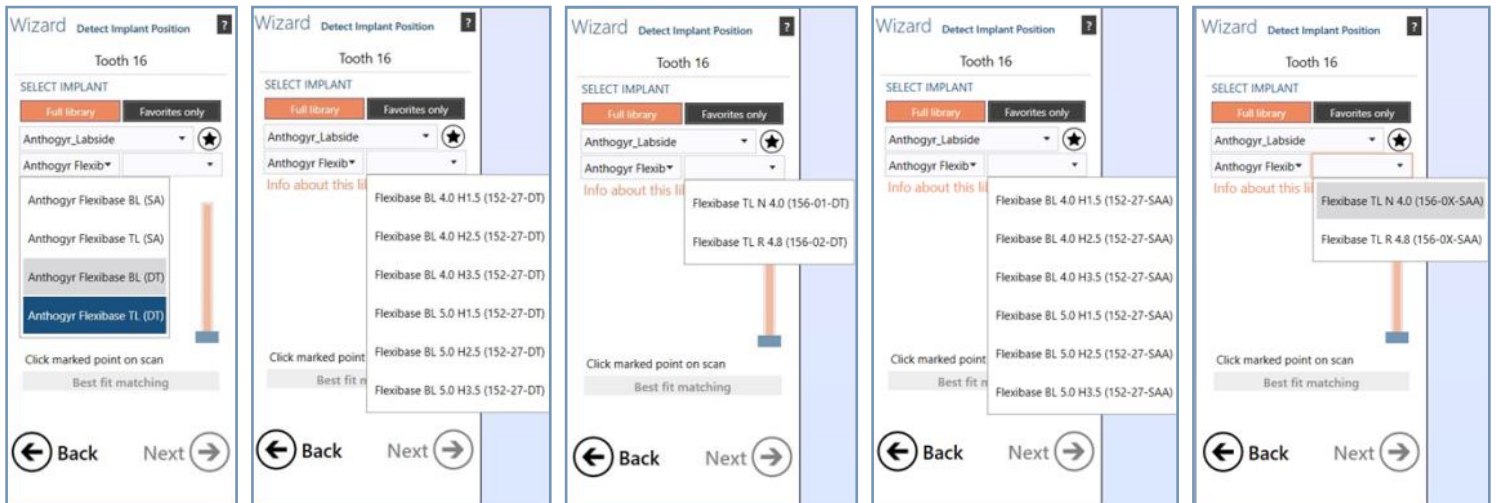 Wizard Detect Implant Position ?
Tooth 16
SELECT IMPLANT
Full library Favorites only
Anthogyr_Labside
Anthogyr Flexib
Anthogyr Flexibase BL (SA)
Anthogyr Flexibase TL (SA)
Anthogyr Flexibase BL (DT)
Anthogyr Flexibase TL (DT)
Click marked point on scan
Best fit matching
Back Next
Wizard Detect Implant Position ?
Tooth 16
SELECT IMPLANT
Full library Favorites only
Anthogyr_Labside
Anthogyr Flexib
Info about this li
Flexibase BL 4.0 H1.5 (152-27-DT)
Flexibase BL 4.0 H2.5 (152-27-DT)
Flexibase BL 4.0 H3.5 (152-27-DT)
Flexibase BL 5.0 H1.5 (152-27-DT)
Click marked point
Flexibase BL 5.0 H2.5 (152-27-DT)
Best fit m
Flexibase BL 5.0 H3.5 (152-27-DT)
Back Next
Wizard Detect Implant Position ?
Tooth 16
SELECT IMPLANT
Full library Favorites only
Anthogyr_Labside
Anthogyr Flexib
Info about this li
Flexibase TL N 4.0 (156-01-DT)
Flexibase TL R 4.8 (156-02-DT)
Click marked point on scan
Best fit matching
Back Next
Wizard Detect Implant Position ?
Tooth 16
SELECT IMPLANT
Full library Favorites only
Anthogyr_Labside
Anthogyr Flexib
Info about this li
Flexibase BL 4.0 H1.5 (152-27-SAA)
Flexibase BL 4.0 H2.5 (152-27-SAA)
Flexibase BL 4.0 H3.5 (152-27-SAA)
Flexibase BL 5.0 H1.5 (152-27-SAA)
Click marked point
Flexibase BL 5.0 H2.5 (152-27-SAA)
Best fit m
Flexibase BL 5.0 H3.5 (152-27-SAA)
Back Next
Wizard Detect Implant Position ?
Tooth 16
SELECT IMPLANT
Full library Favorites only
Anthogyr_Labside
Anthogyr Flexib
Info about this li
Flexibase TL N 4.0 (156-0X-SAA)
Flexibase TL R 4.8 (156-0X-SAA)
Click marked point on scan
Best fit matching
Back Next